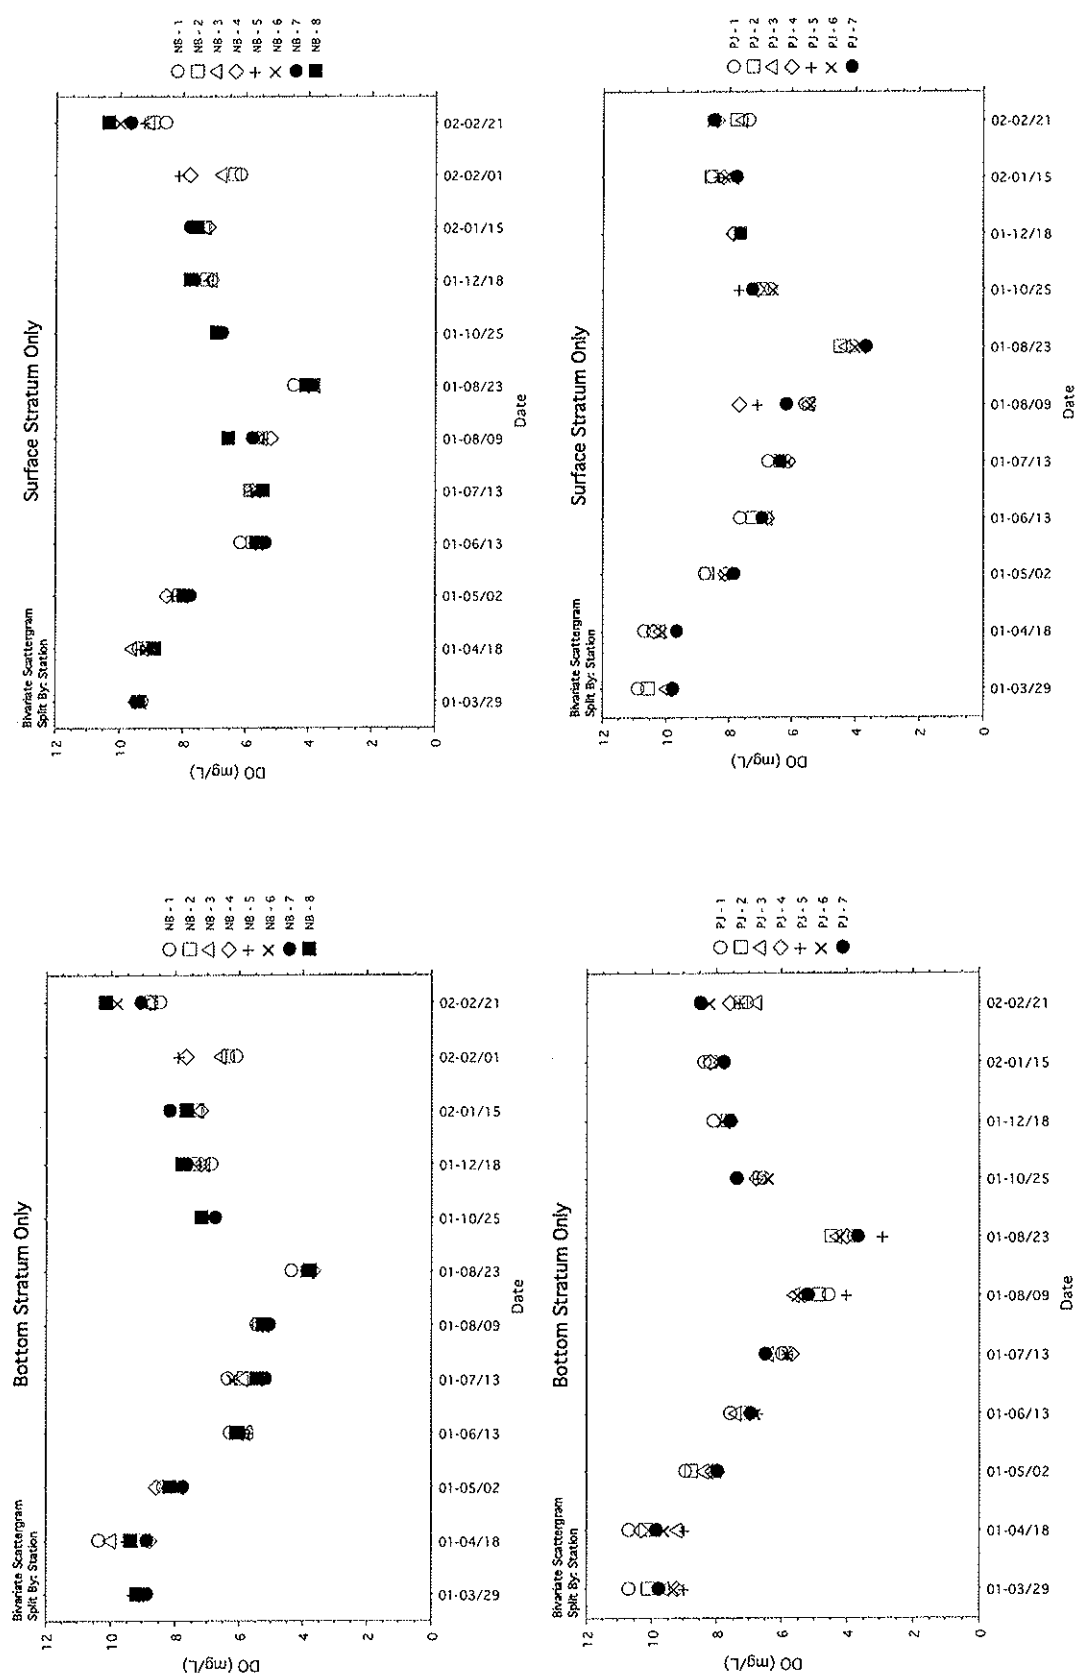 Surface Stratum Only
Bivariate Scattergram
Split By: Station
12
10
8
6
4
2
0
DO (mg/L)
01-03/29
01-04/18
01-05/02
01-06/13
01-07/13
01-08/09
01-08/23
01-10/25
01-12/18
02-01/15
02-02/01
02-02/21
Date
NB - 1
NB - 2
NB - 3
NB - 4
NB - 5
NB - 6
NB - 7
NB - 8
Surface Stratum Only
Bivariate Scattergram
Split By: Station
12
10
8
6
4
2
0
DO (mg/L)
01-03/29
01-04/18
01-05/02
01-06/13
01-07/13
01-08/09
01-08/23
01-10/25
01-12/18
02-01/15
02-02/21
Date
PJ - 1
PJ - 2
PJ - 3
PJ - 4
PJ - 5
PJ - 6
PJ - 7
Bottom Stratum Only
Bivariate Scattergram
Split By: Station
12
10
8
6
4
2
0
DO (mg/L)
01-03/29
01-04/18
01-05/02
01-06/13
01-07/13
01-08/09
01-08/23
01-10/25
01-12/18
02-01/15
02-02/01
02-02/21
Date
NB - 1
NB - 2
NB - 3
NB - 4
NB - 5
NB - 6
NB - 7
NB - 8
Bottom Stratum Only
Bivariate Scattergram
Split By: Station
12
10
8
6
4
2
0
DO (mg/L)
01-03/29
01-04/18
01-05/02
01-06/13
01-07/13
01-08/09
01-08/23
01-10/25
01-12/18
02-01/15
02-02/21
Date
PJ - 1
PJ - 2
PJ - 3
PJ - 4
PJ - 5
PJ - 6
PJ - 7